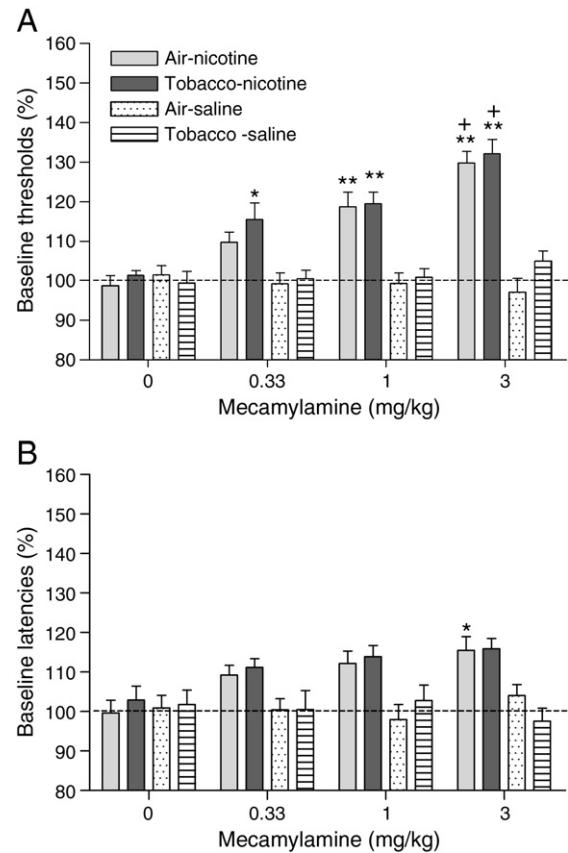 A
160
150
140
130
120
110
100
90
80
Baseline thresholds (%)
Air-nicotine
Tobacco-nicotine
Air-saline
Tobacco -saline
*
** **
+ +
** **
0 0.33 1 3
Mecamylamine (mg/kg)
B
160
150
140
130
120
110
100
90
80
Baseline latencies (%)
*
0 0.33 1 3
Mecamylamine (mg/kg)